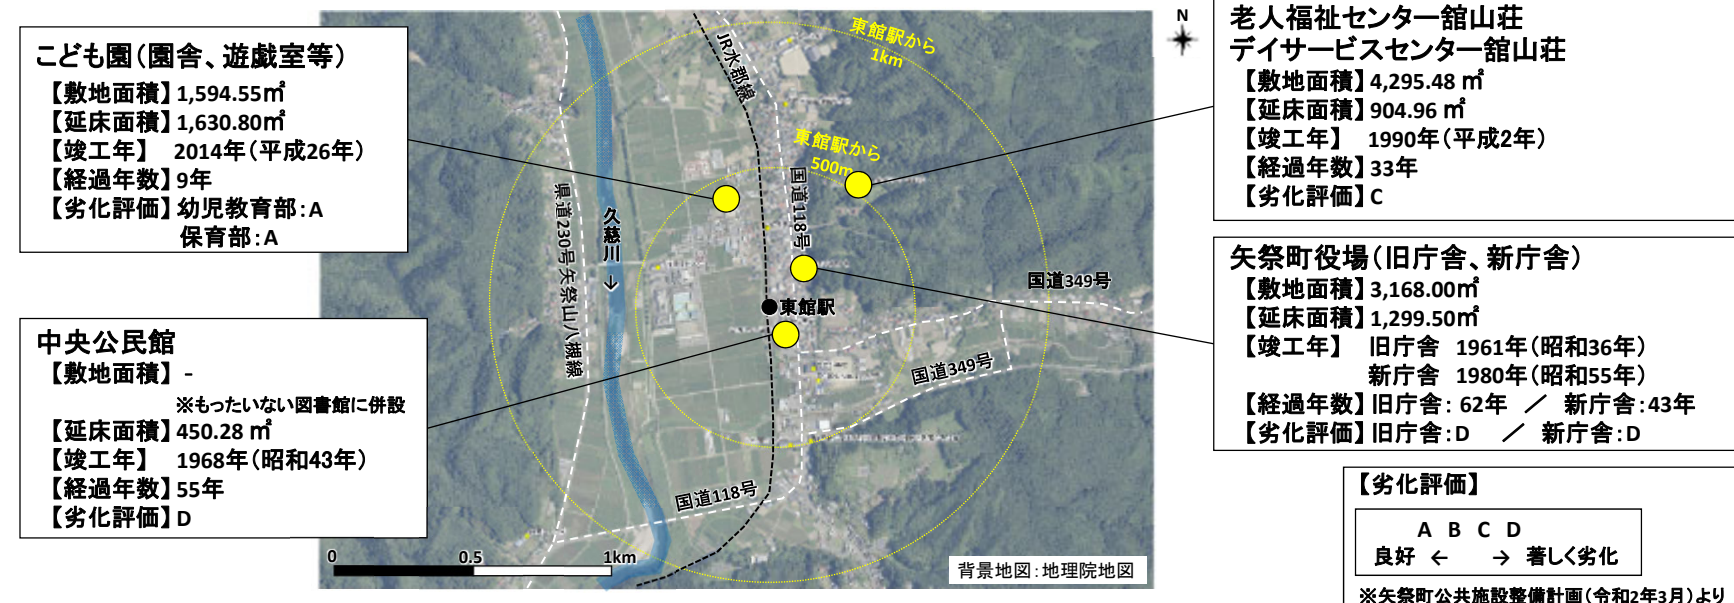 こども園(園舎、遊戯室等)
【敷地面積】1,594.55㎡
【延床面積】1,630.80㎡
【竣工年】 2014年(平成26年)
【経過年数】9年
【劣化評価】幼児教育部:A
保育部:A
中央公民館
【敷地面積】 -
※もったいない図書館に併設
【延床面積】450.28 ㎡
【竣工年】 1968年(昭和43年)
【経過年数】55年
【劣化評価】D
東館駅から
1km
東館駅から
500m
JR水郡線
国道118号
県道230号矢祭山八槻線
久慈川
↓
東館駅
国道349号
国道349号
国道118号
0 0.5 1km
背景地図:地理院地図
N
老人福祉センター舘山荘
デイサービスセンター舘山荘
【敷地面積】4,295.48 ㎡
【延床面積】904.96 ㎡
【竣工年】 1990年(平成2年)
【経過年数】33年
【劣化評価】C
矢祭町役場(旧庁舎、新庁舎)
【敷地面積】3,168.00㎡
【延床面積】1,299.50㎡
【竣工年】 旧庁舎 1961年(昭和36年)
新庁舎 1980年(昭和55年)
【経過年数】旧庁舎: 62年 / 新庁舎:43年
【劣化評価】旧庁舎:D / 新庁舎:D
【劣化評価】
A B C D
良好 ← → 著しく劣化
※矢祭町公共施設整備計画(令和2年3月)より